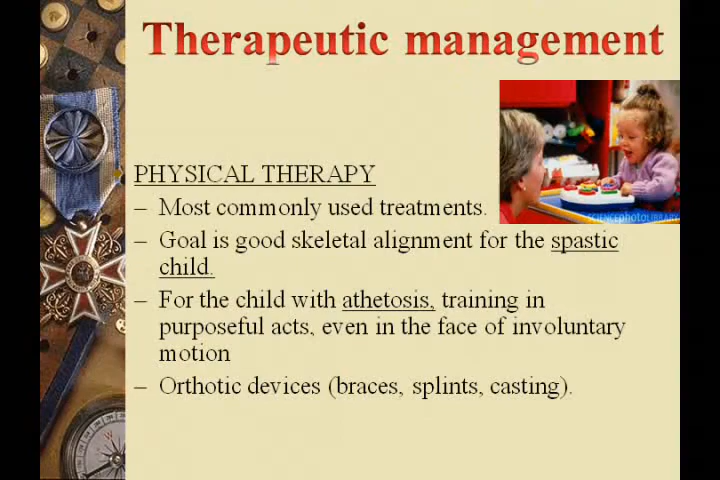 Therapeutic management
PHYSICAL THERAPY
– Most commonly used treatments.
– Goal is good skeletal alignment for the spastic
child.
– For the child with athetosis, training in
purposeful acts, even in the face of involuntary
motion
– Orthotic devices (braces, splints, casting).
SCIENCEPHOTOLIBRARY